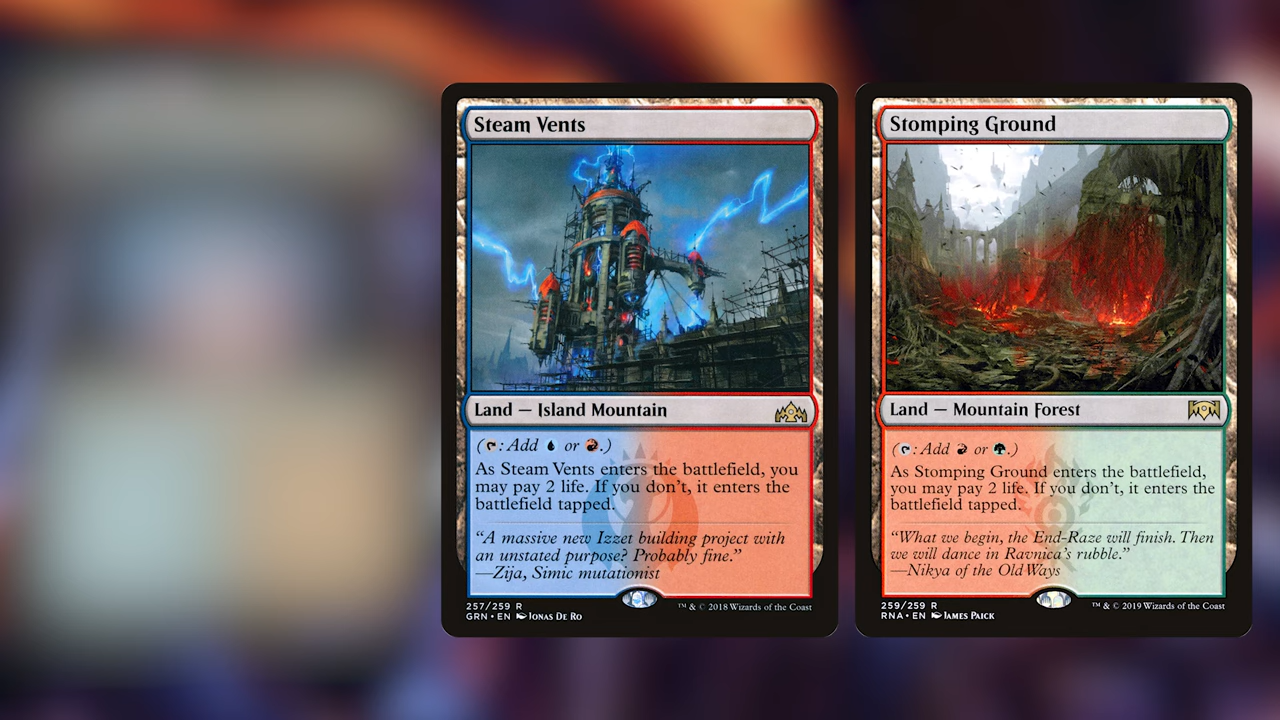 Steam Vents
Land — Island Mountain
(: Add or .)
As Steam Vents enters the battlefield, you
may pay 2 life. If you don't, it enters the
battlefield tapped.
“A massive new Izzet building project with
an unstated purpose? Probably fine.”
—Zija, Simic mutationist
257/259 R
GRN • EN Jonas De Ro
™ & © 2018 Wizards of the Coast
Stomping Ground
Land — Mountain Forest
(: Add or .)
As Stomping Ground enters the battlefield,
you may pay 2 life. If you don't, it enters the
battlefield tapped.
“What we begin, the End-Raze will finish. Then
we will dance in Ravnica's rubble.”
—Nikya of the Old Ways
259/259 R
RNA • EN James Paick
™ & © 2019 Wizards of the Coast